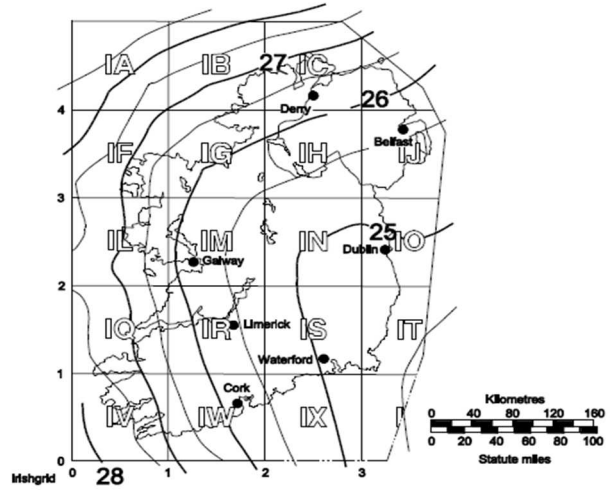 IA IB 27 IC
4 Derry 26
Belfast
IF IG IH IJ
3
IL IM IN 25 IO
Galway Dublin
2
IQ IR Limerick IS IT
Waterford
1
Cork
IV IW IX I
0
Irishgrid 0 28 1 2 3
Kilometres
0 40 80 120 160
0 20 40 60 80 100
Statute miles